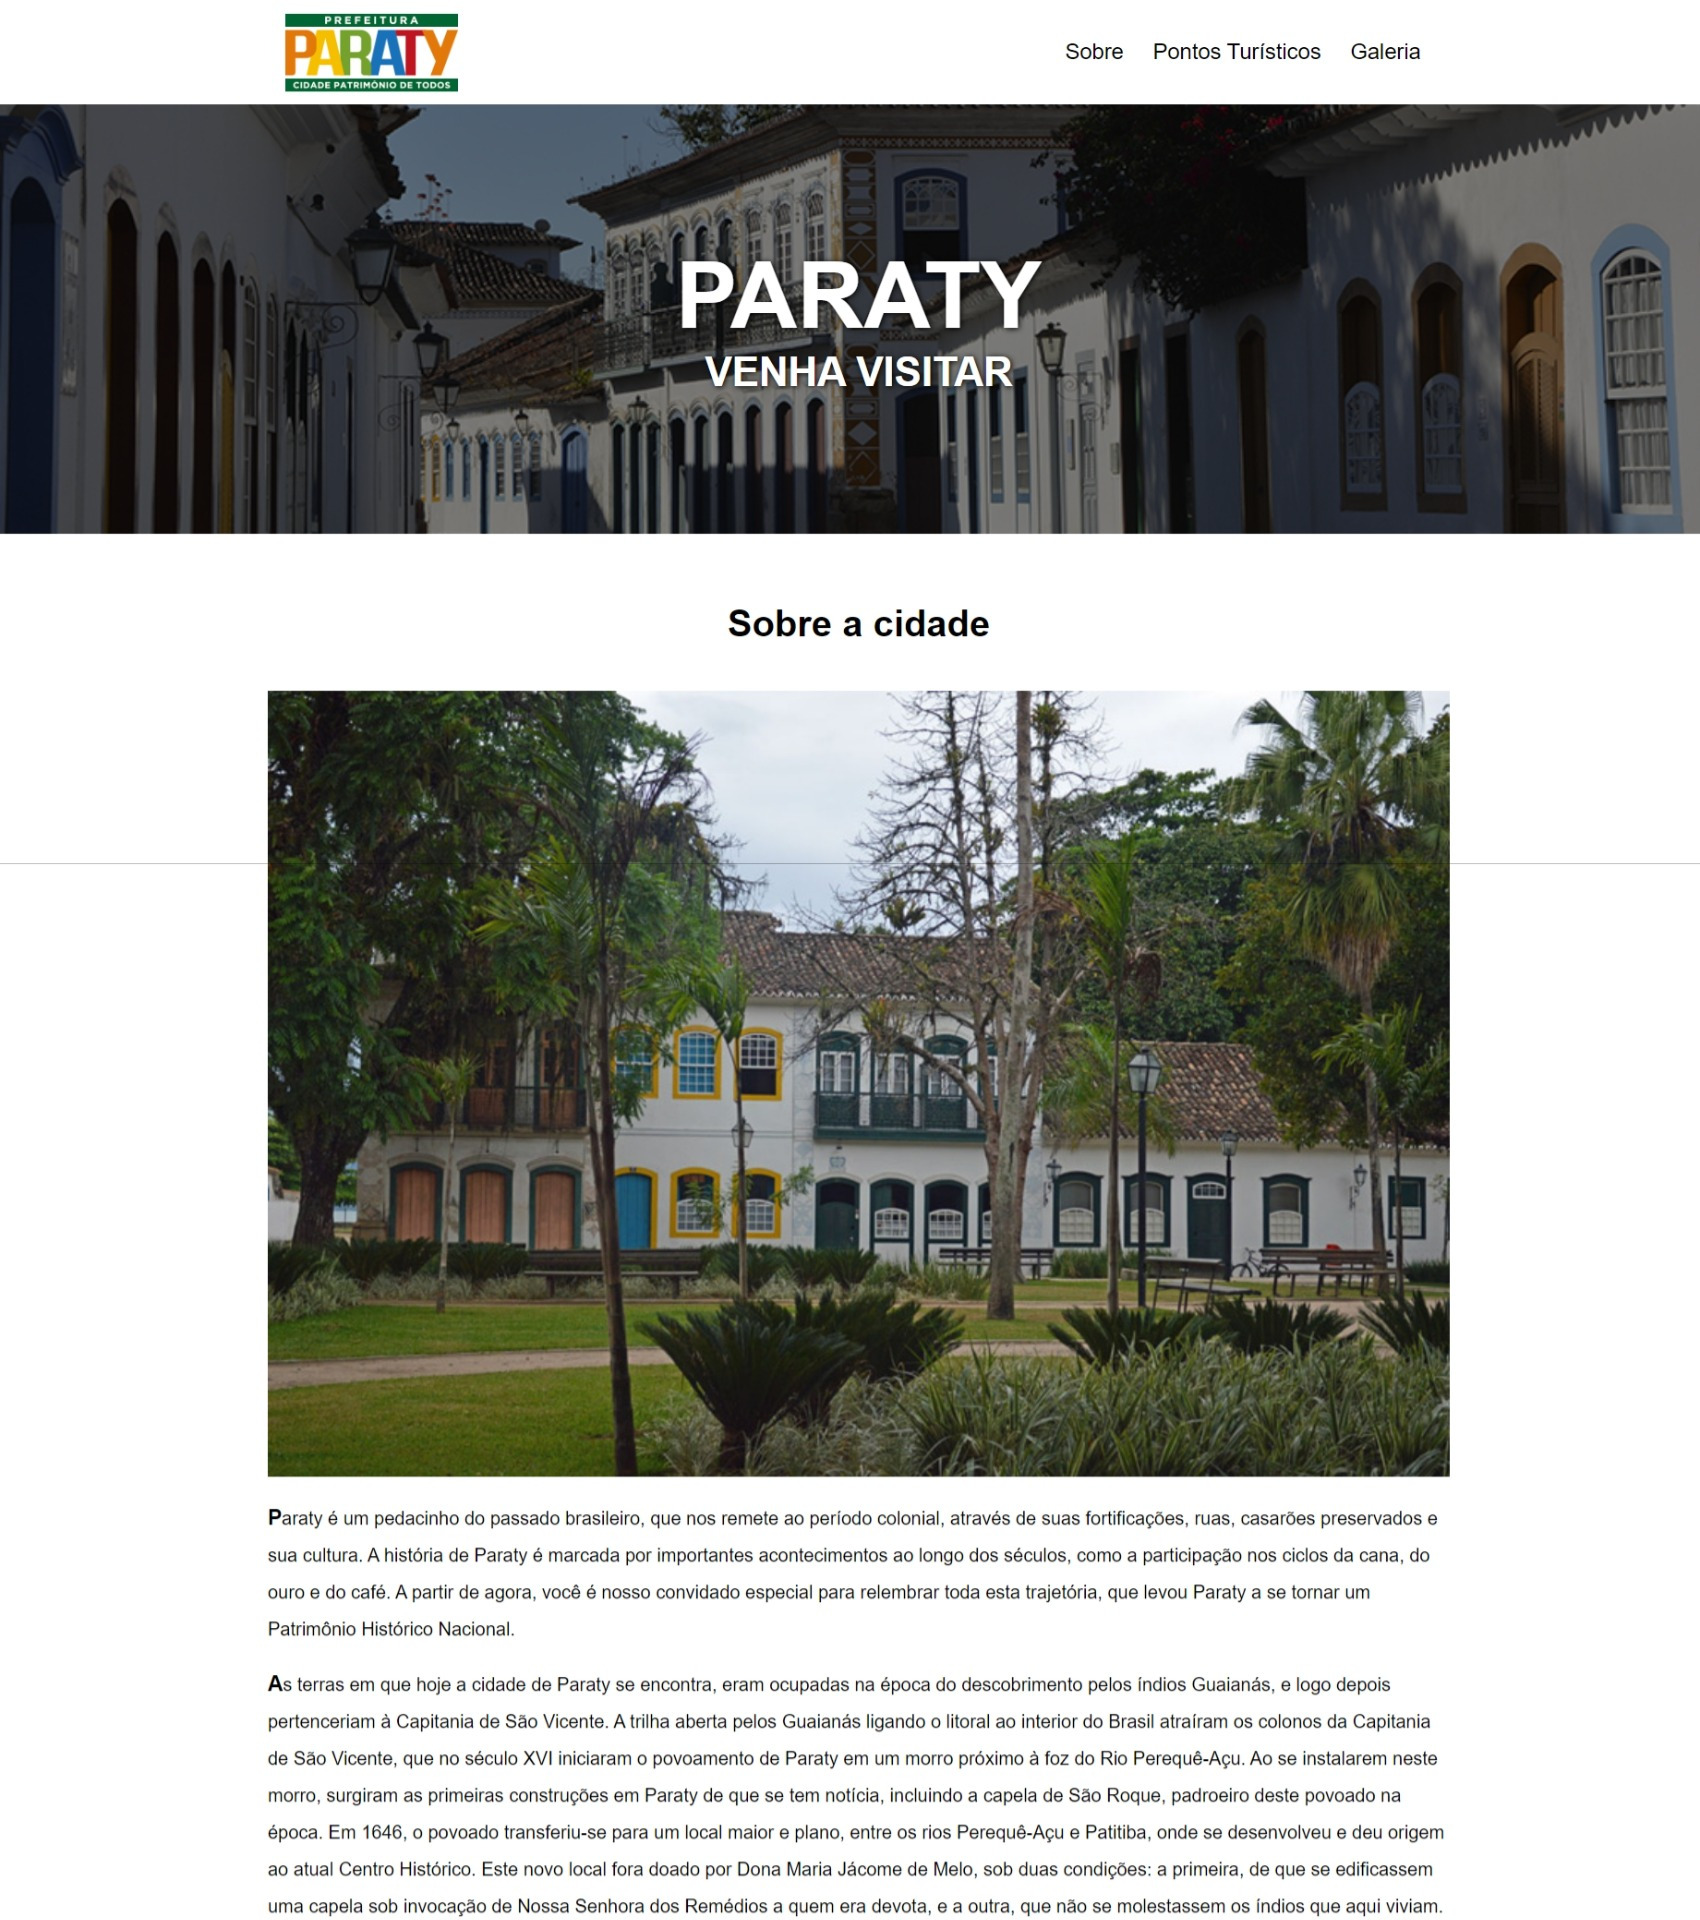 PREFEITURA
PARATY
CIDADE PATRIMÔNIO DE TODOS
Sobre Pontos Turísticos Galeria
PARATY
VENHA VISITAR
Sobre a cidade
Paraty é um pedacinho do passado brasileiro, que nos remete ao período colonial, através de suas fortificações, ruas, casarões preservados e
sua cultura. A história de Paraty é marcada por importantes acontecimentos ao longo dos séculos, como a participação nos ciclos da cana, do
ouro e do café. A partir de agora, você é nosso convidado especial para relembrar toda esta trajetória, que levou Paraty a se tornar um
Patrimônio Histórico Nacional.
As terras em que hoje a cidade de Paraty se encontra, eram ocupadas na época do descobrimento pelos índios Guaianás, e logo depois
pertenceriam à Capitania de São Vicente. A trilha aberta pelos Guaianás ligando o litoral ao interior do Brasil atraíram os colonos da Capitania
de São Vicente, que no século XVI iniciaram o povoamento de Paraty em um morro próximo à foz do Rio Perequê-Açu. Ao se instalarem neste
morro, surgiram as primeiras construções em Paraty de que se tem notícia, incluindo a capela de São Roque, padroeiro deste povoado na
época. Em 1646, o povoado transferiu-se para um local maior e plano, entre os rios Perequê-Açu e Patitiba, onde se desenvolveu e deu origem
ao atual Centro Histórico. Este novo local fora doado por Dona Maria Jácome de Melo, sob duas condições: a primeira, de que se edificassem
uma capela sob invocação de Nossa Senhora dos Remédios a quem era devota, e a outra, que não se molestassem os índios que aqui viviam.